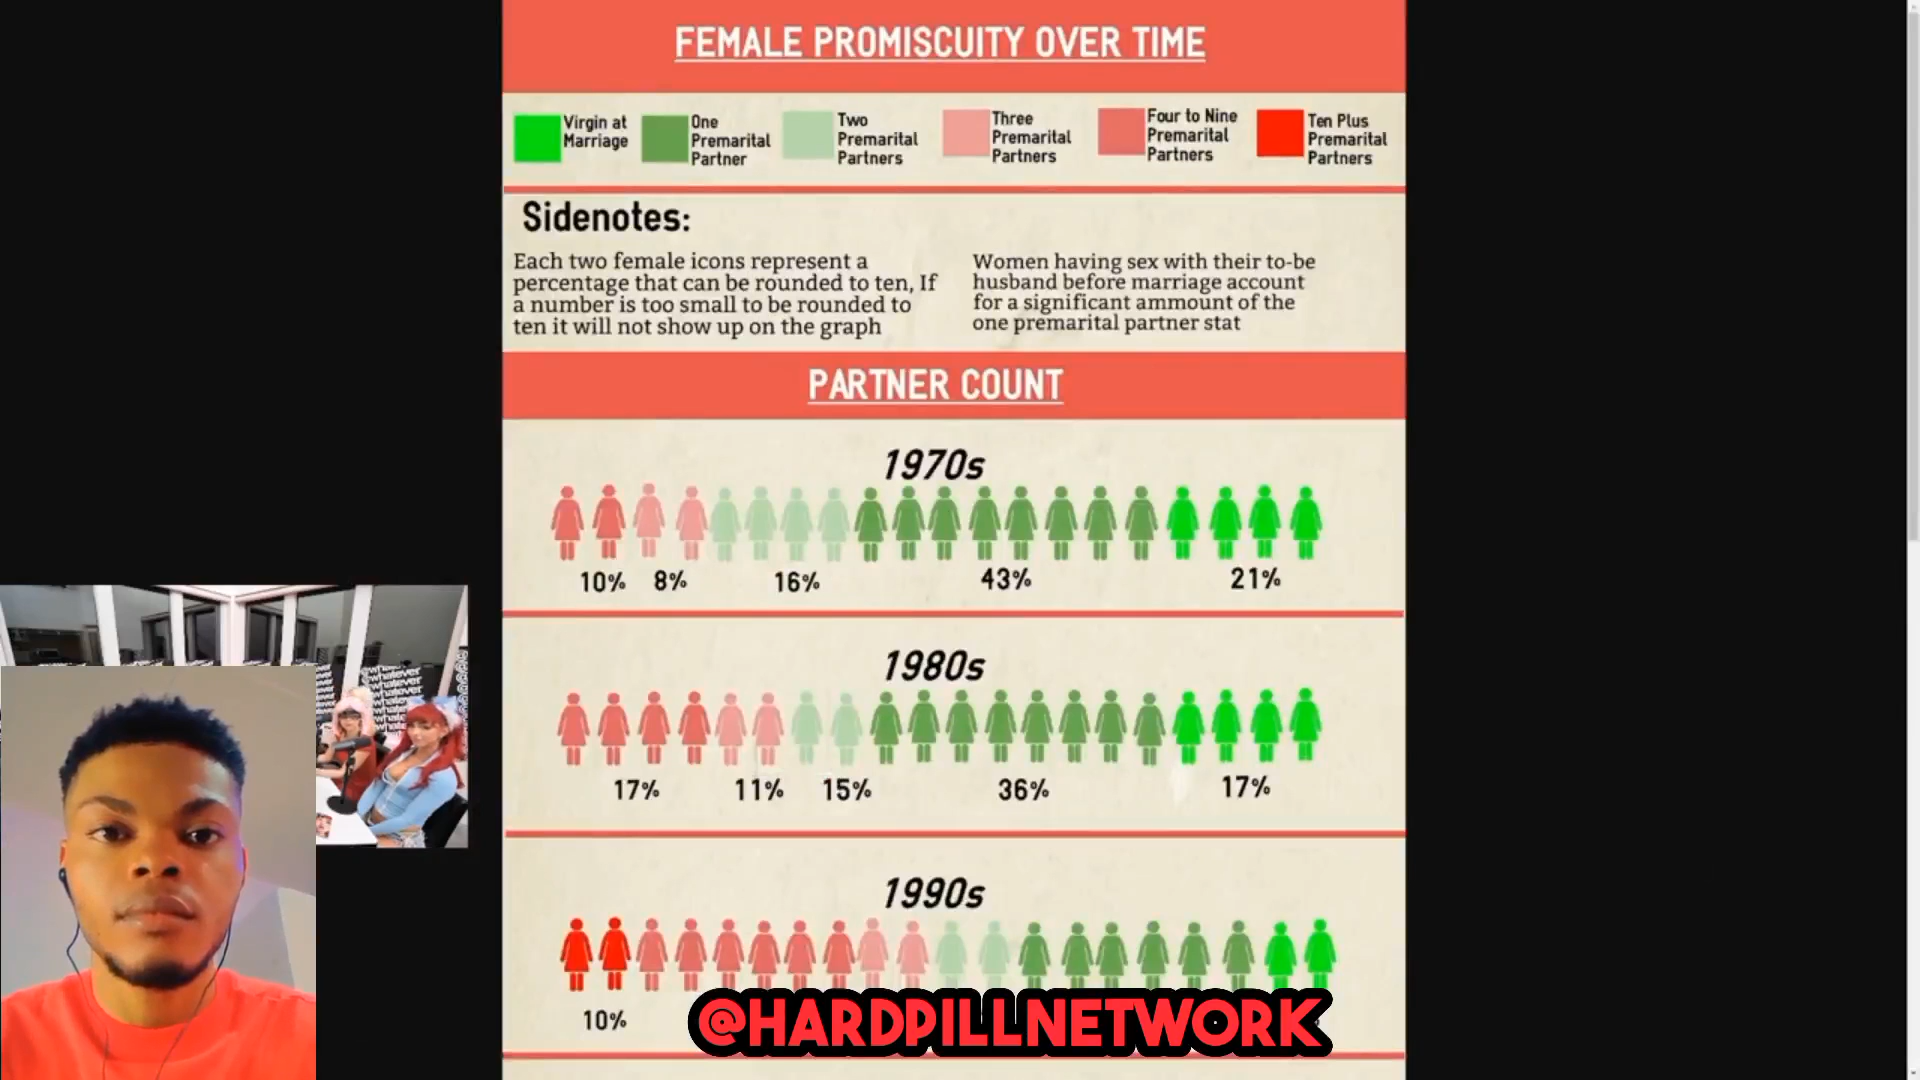 FEMALE PROMISCUITY OVER TIME
Virgin at
Marriage
One
Premarital
Partner
Two
Premarital
Partners
Three
Premarital
Partners
Four to Nine
Premarital
Partners
Ten Plus
Premarital
Partners
Sidenotes:
Each two female icons represent a
percentage that can be rounded to ten, If
a number is too small to be rounded to
ten it will not show up on the graph
Women having sex with their to-be
husband before marriage account
for a significant ammount of the
one premarital partner stat
PARTNER COUNT
1970s
10% 8% 16% 43% 21%
1980s
17% 11% 15% 36% 17%
1990s
10%
@HARDPILLNETWORK
whatever
whatever
whatever